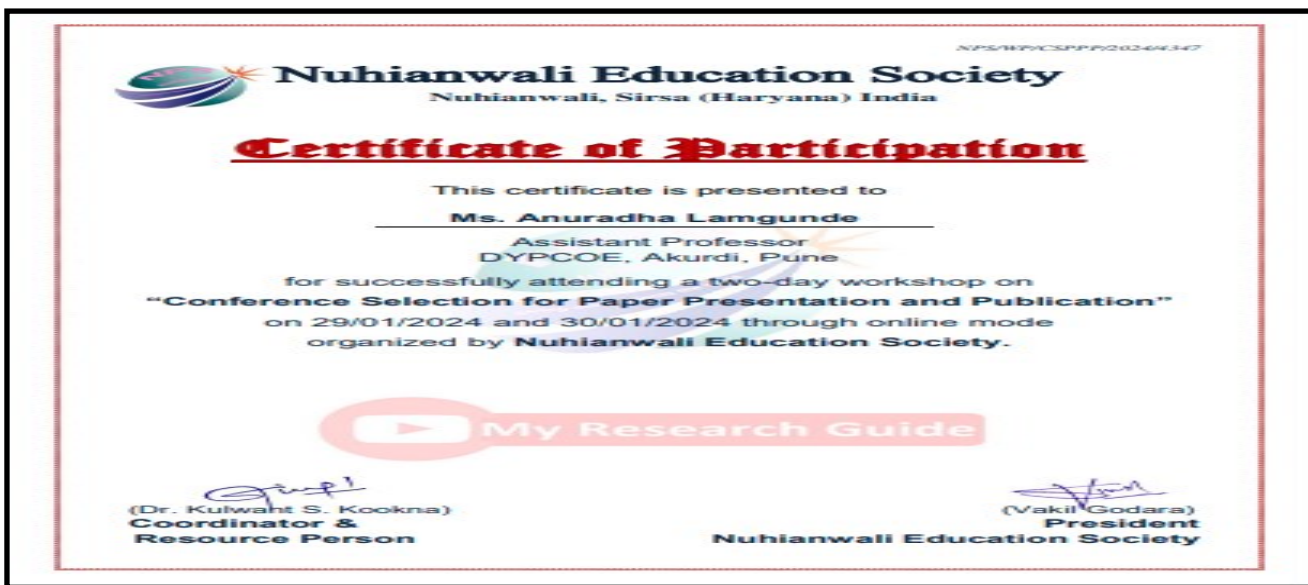 NPS/WP/CSPPP/2024/4347
Nuhianwali Education Society
Nuhianwali, Sirsa (Haryana) India
Certificate of Participation
This certificate is presented to
Ms. Anuradha Lamgunde
Assistant Professor
DYPCOE, Akurdi, Pune
for successfully attending a two-day workshop on
“Conference Selection for Paper Presentation and Publication”
on 29/01/2024 and 30/01/2024 through online mode
organized by Nuhianwali Education Society.
My Research Guide
(Dr. Kulwant S. Kookna)
Coordinator &
Resource Person
(Vakil Godara)
President
Nuhianwali Education Society